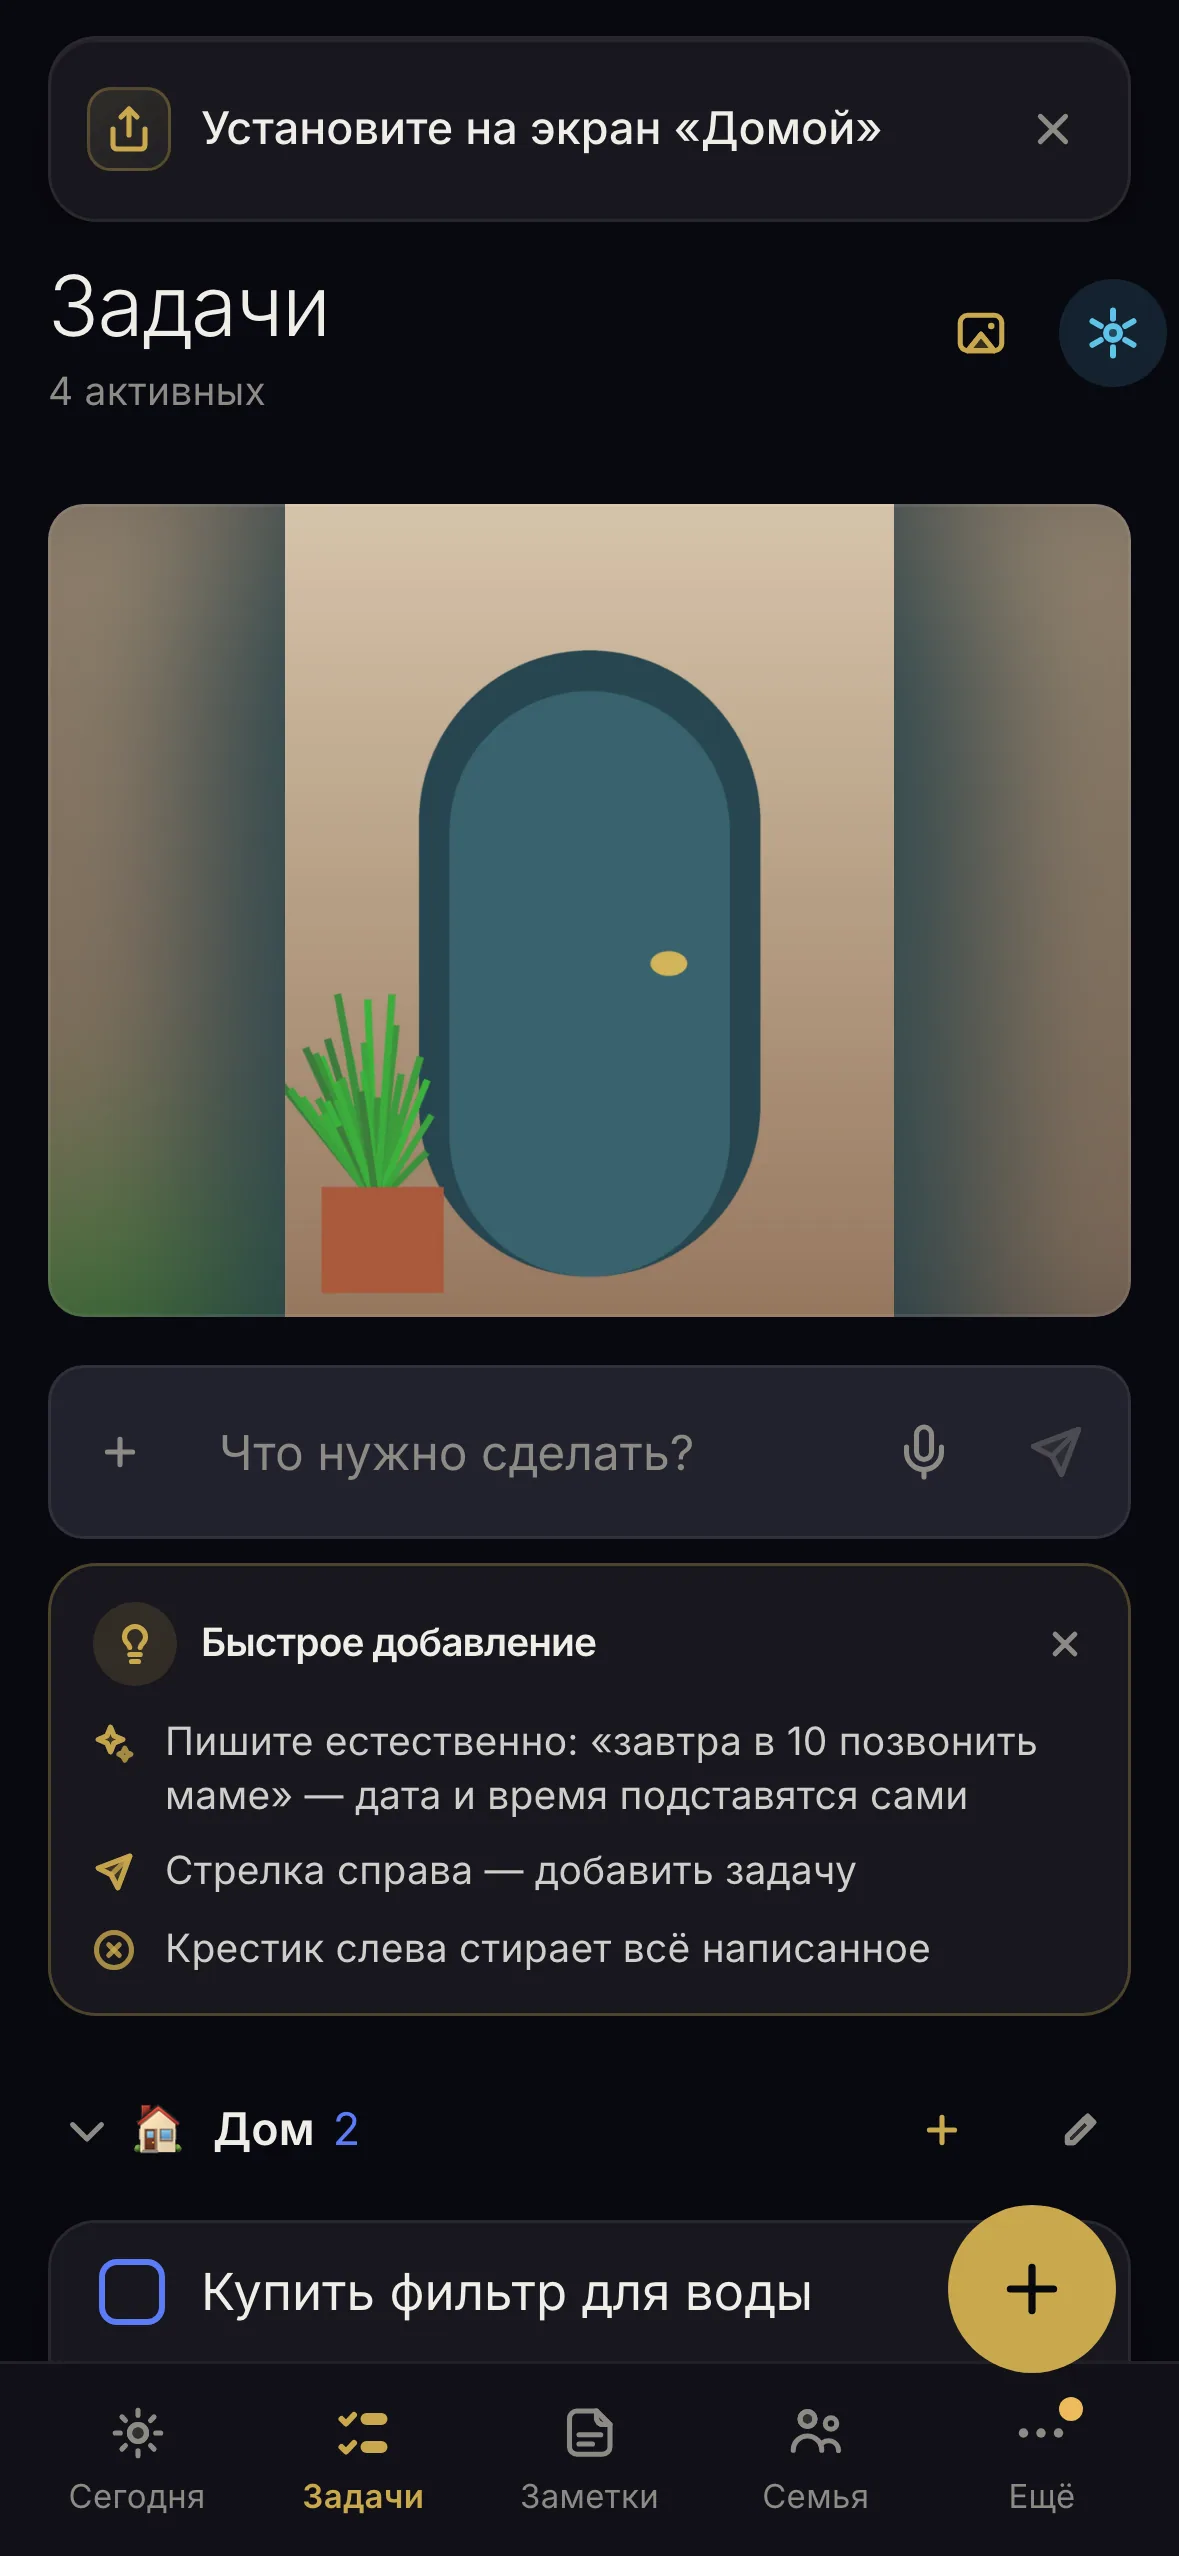 Установите на экран «Домой»
Задачи
4 активных
Что нужно сделать?
Быстрое добавление
Пишите естественно: «завтра в 10 позвонить
маме» — дата и время подставятся сами
Стрелка справа — добавить задачу
Крестик слева стирает всё написанное
Дом 2
Купить фильтр для воды
Сегодня
Задачи
Заметки
Семья
Ещё